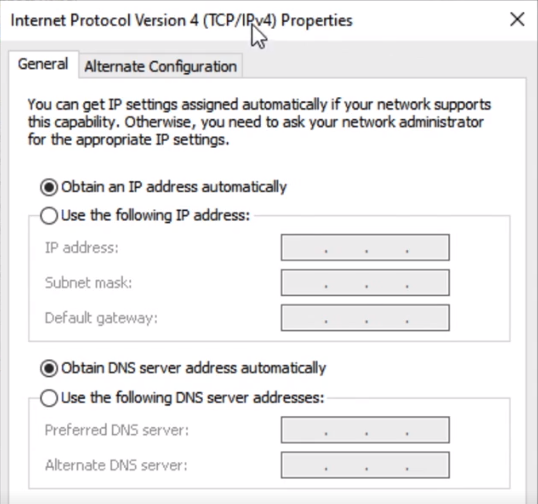 Internet Protocol Version 4 (TCP/IPv4) Properties
General
Alternate Configuration
You can get IP settings assigned automatically if your network supports
this capability. Otherwise, you need to ask your network administrator
for the appropriate IP settings.
Obtain an IP address automatically
Use the following IP address:
IP address:
Subnet mask:
Default gateway:
Obtain DNS server address automatically
Use the following DNS server addresses:
Preferred DNS server:
Alternate DNS server: